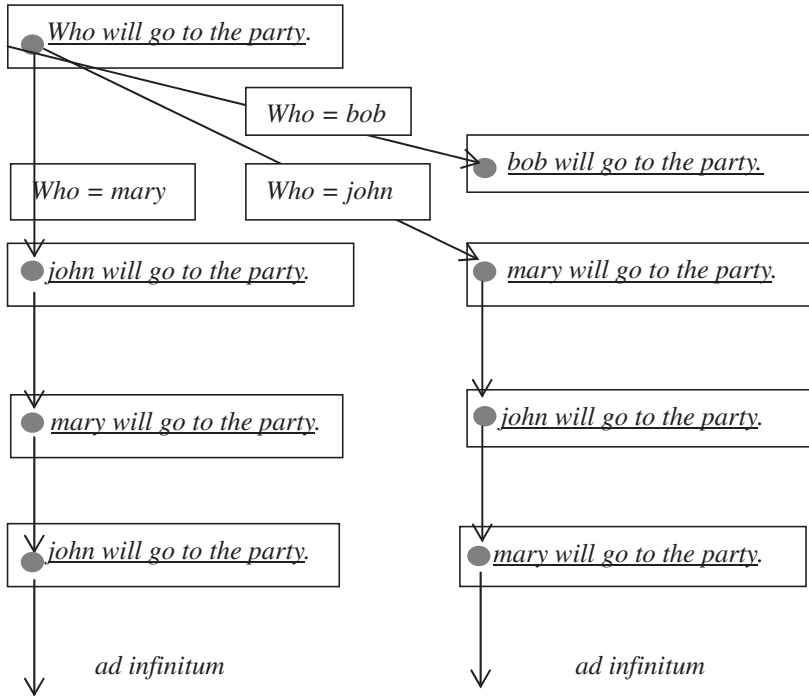 Who will go to the party.
Who = bob
bob will go to the party.
Who = mary
Who = john
john will go to the party.
mary will go to the party.
mary will go to the party.
john will go to the party.
john will go to the party.
mary will go to the party.
ad infinitum
ad infinitum